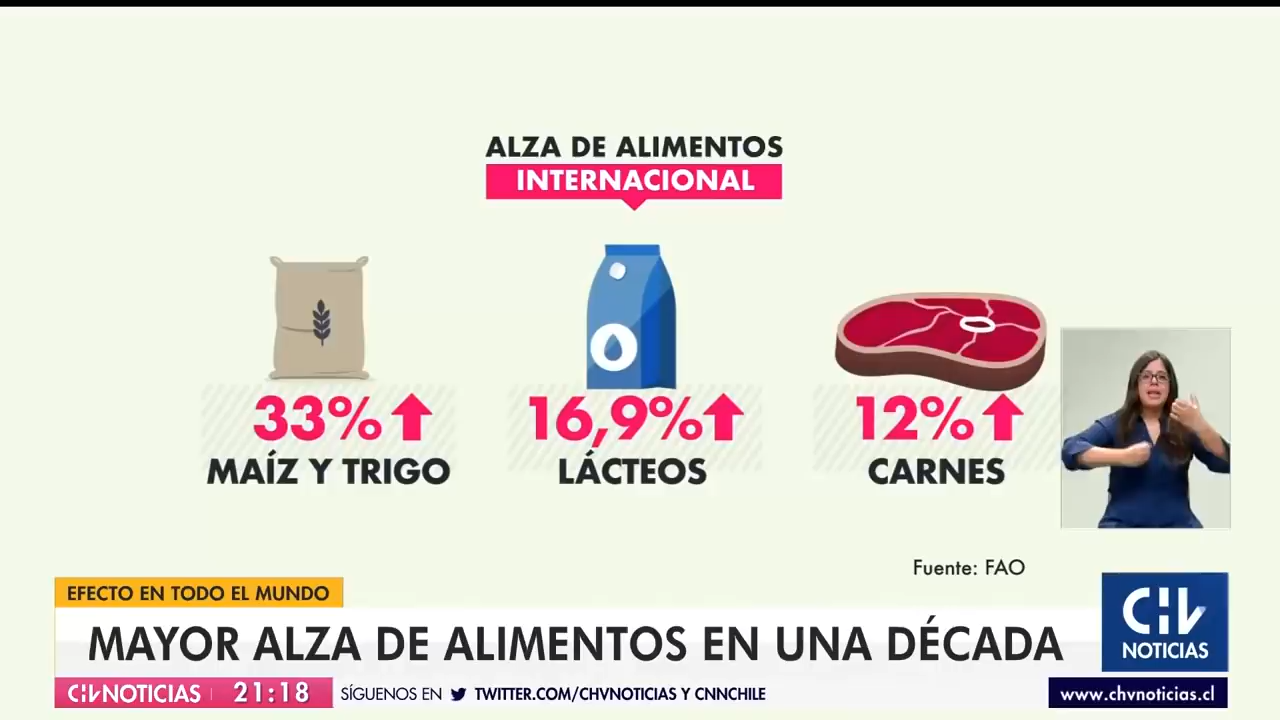 ALZA DE ALIMENTOS
INTERNACIONAL
33%
MAÍZ Y TRIGO
16,9%
LÁCTEOS
12%
CARNES
Fuente: FAO
EFECTO EN TODO EL MUNDO
MAYOR ALZA DE ALIMENTOS EN UNA DÉCADA
CHV NOTICIAS
CHVNOTICIAS 21:18 SÍGUENOS EN TWITTER.COM/CHVNOTICIAS Y CNNCHILE
www.chvnoticias.cl